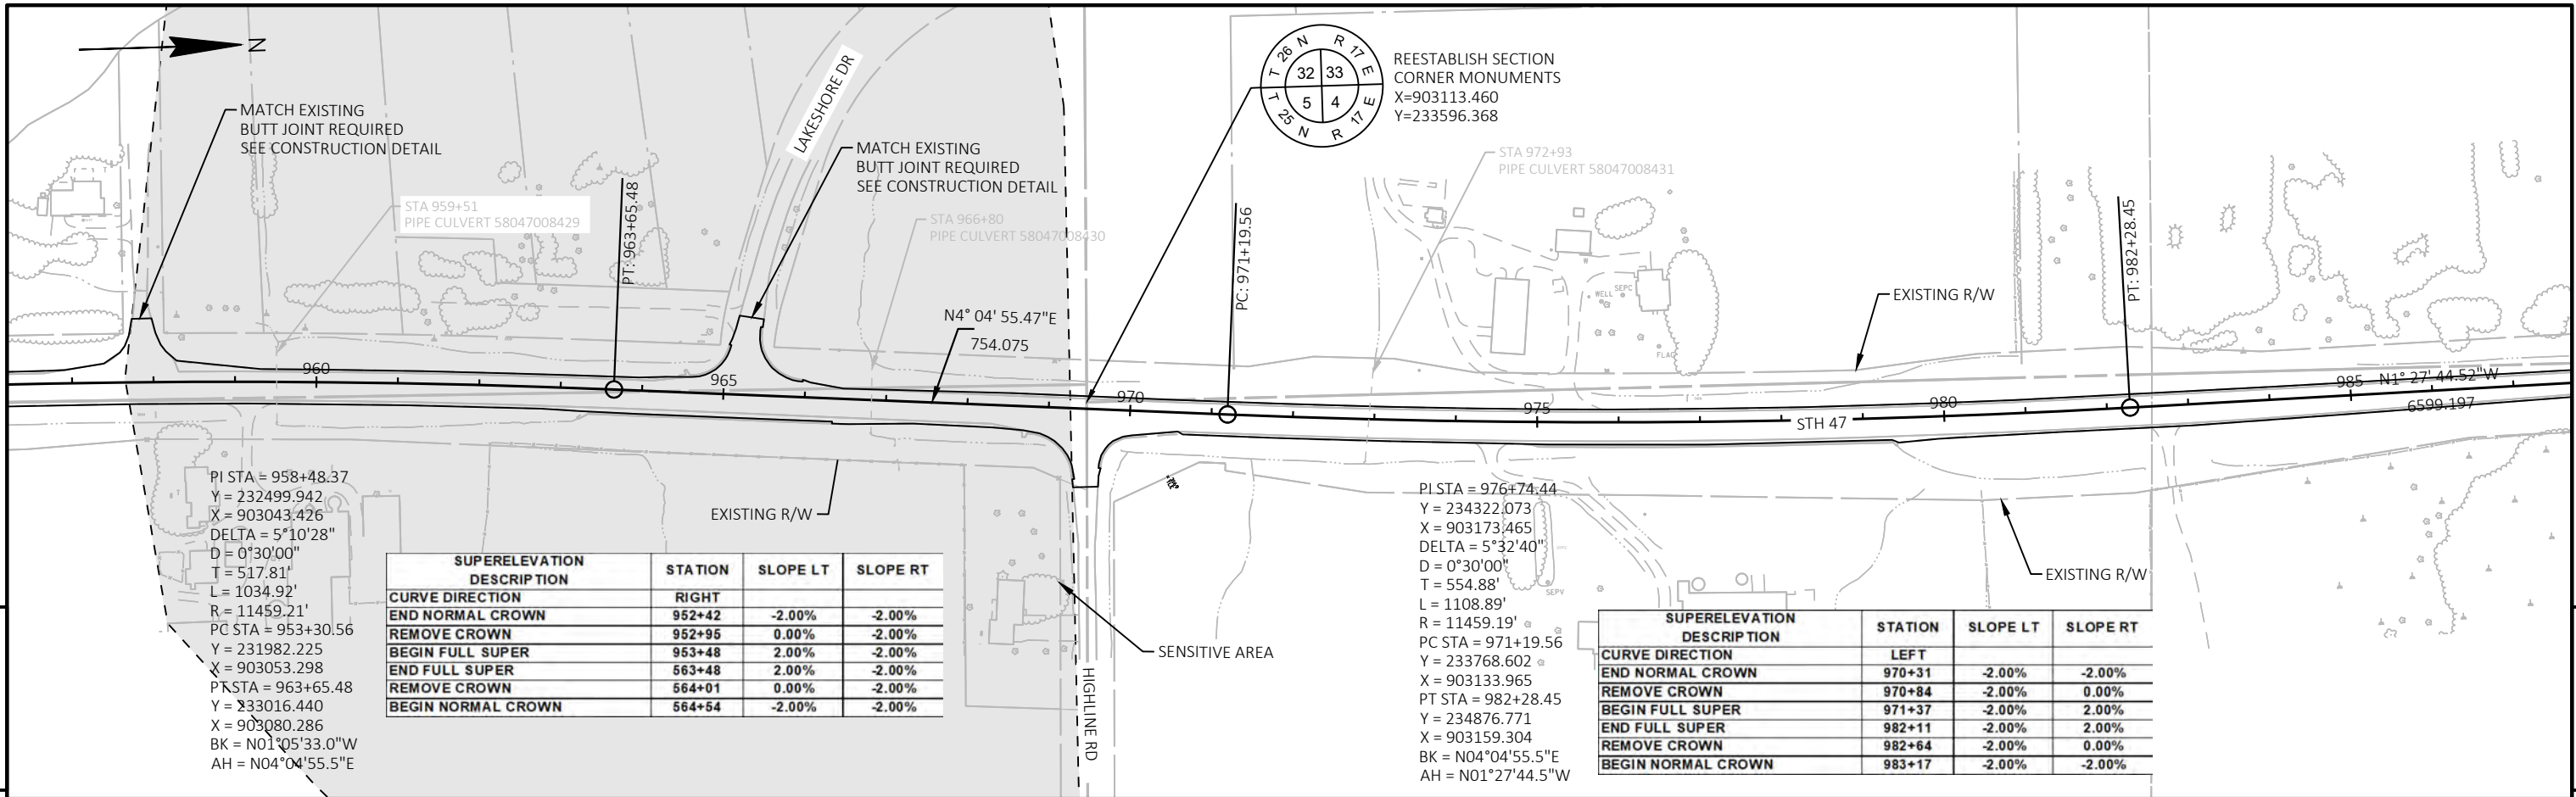 N
MATCH EXISTING
BUTT JOINT REQUIRED
SEE CONSTRUCTION DETAIL
LAKESHORE DR
MATCH EXISTING
BUTT JOINT REQUIRED
SEE CONSTRUCTION DETAIL
T 26 N R 17 E
32 33
5 4
T 25 N R 17 E
REESTABLISH SECTION
CORNER MONUMENTS
X=903113.460
Y=233596.368
STA 959+51
PIPE CULVERT 58047008429
PT: 963+65.48
STA 966+80
PIPE CULVERT 58047008430
STA 972+93
PIPE CULVERT 58047008431
PC: 971+19.56
PT: 982+28.45
W
WELL
SEPC
FLAG
EXISTING R/W
N4° 04' 55.47"E
754.075
960
965
970
975
980
985
N1° 27' 44.52"W
6599.197
STH 47
T
EXISTING R/W
EXISTING R/W
SEPV
SENSITIVE AREA
HIGHLINE RD
PI STA = 958+48.37
Y = 232499.942
X = 903043.426
DELTA = 5°10'28"
D = 0°30'00"
T = 517.81'
L = 1034.92'
R = 11459.21'
PC STA = 953+30.56
Y = 231982.225
X = 903053.298
PT STA = 963+65.48
Y = 233016.440
X = 903080.286
BK = N01°05'33.0"W
AH = N04°04'55.5"E
SUPERELEVATION DESCRIPTION STATION SLOPE LT SLOPE RT
CURVE DIRECTION RIGHT
END NORMAL CROWN 952+42 -2.00% -2.00%
REMOVE CROWN 952+95 0.00% -2.00%
BEGIN FULL SUPER 953+48 2.00% -2.00%
END FULL SUPER 563+48 2.00% -2.00%
REMOVE CROWN 564+01 0.00% -2.00%
BEGIN NORMAL CROWN 564+54 -2.00% -2.00%
PI STA = 976+74.44
Y = 234322.073
X = 903173.465
DELTA = 5°32'40"
D = 0°30'00"
T = 554.88'
L = 1108.89'
R = 11459.19'
PC STA = 971+19.56
Y = 233768.602
X = 903133.965
PT STA = 982+28.45
Y = 234876.771
X = 903159.304
BK = N04°04'55.5"E
AH = N01°27'44.5"W
SUPERELEVATION DESCRIPTION STATION SLOPE LT SLOPE RT
CURVE DIRECTION LEFT
END NORMAL CROWN 970+31 -2.00% -2.00%
REMOVE CROWN 970+84 -2.00% 0.00%
BEGIN FULL SUPER 971+37 -2.00% 2.00%
END FULL SUPER 982+11 -2.00% 2.00%
REMOVE CROWN 982+64 -2.00% 0.00%
BEGIN NORMAL CROWN 983+17 -2.00% -2.00%